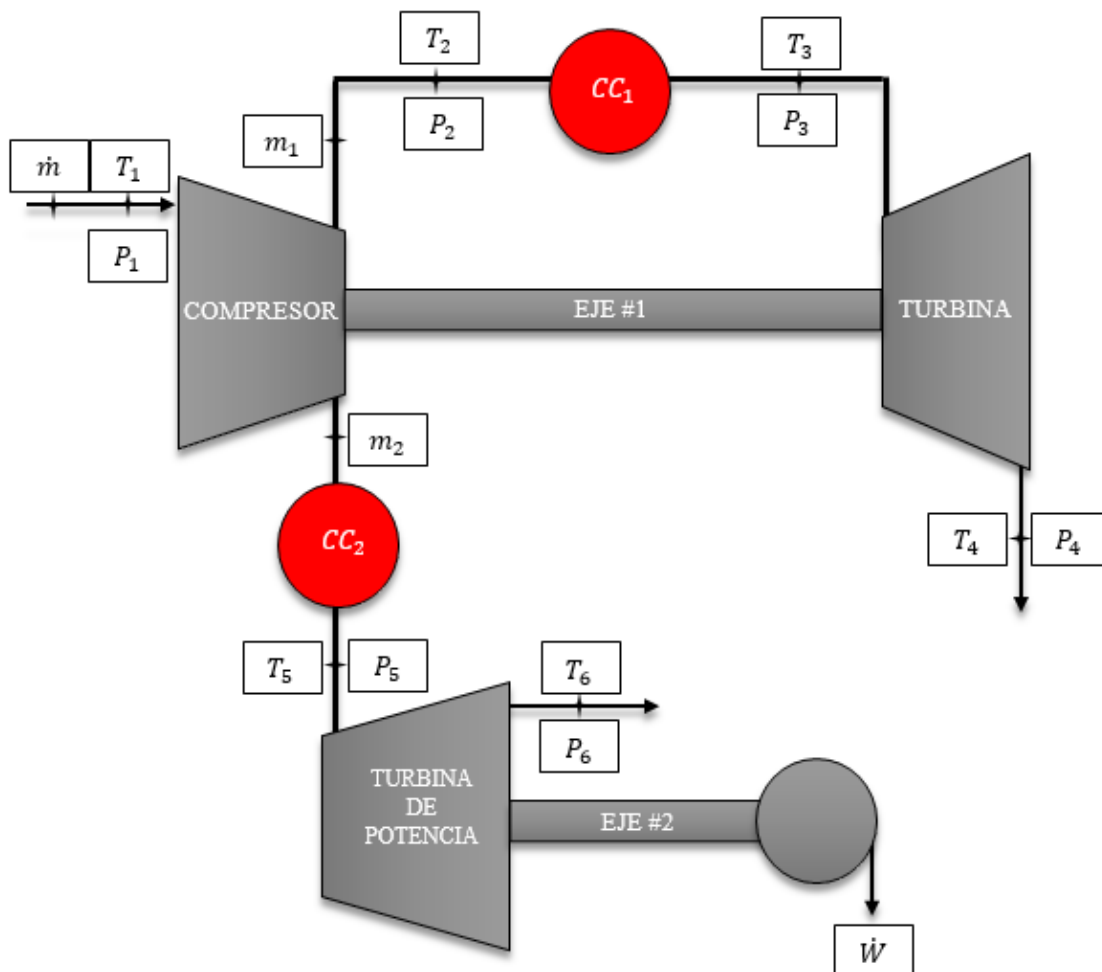 T₂
T₃
CC₁
P₂
P₃
m₁
ṁ
T₁
P₁
COMPRESOR
EJE #1
TURBINA
m₂
CC₂
T₄
P₄
T₅
P₅
T₆
P₆
TURBINA
DE
POTENCIA
EJE #2
Ẇ